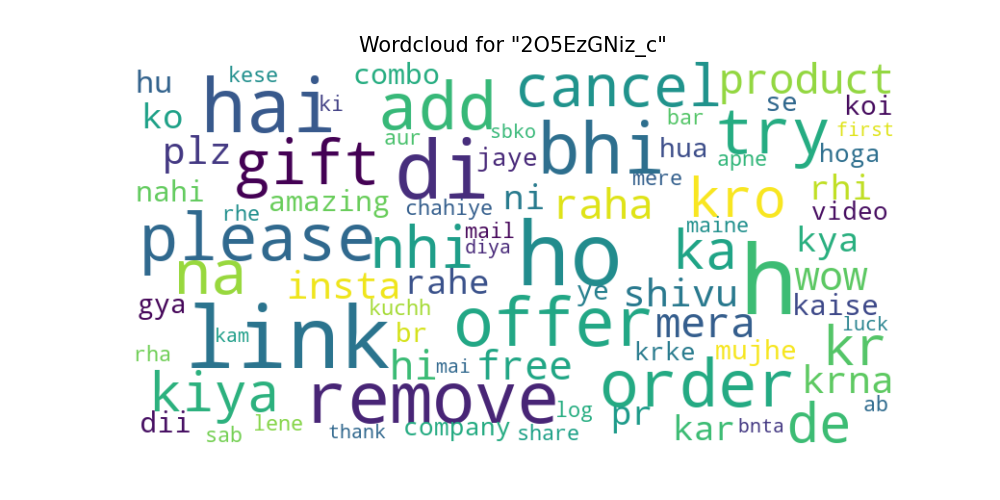 Wordcloud for "2O5EzGNiz_c"
hu kese combo cancel product
ko hai ki add se koi
aur sbko bar try first
plz gift di jaye bhi hua apne hoga
nahi amazing chahiye ni raha mere kro rhi
rhe mail maine video
please nhi diya ho ka kya
na insta rahe ye shivu h wow
gya kuchh offer mera kaise
link kam br luck
rha hi mai free krke mujhe kr
kiya remove order krna
dii lene log pr ab
sab thank company share kar bnta de